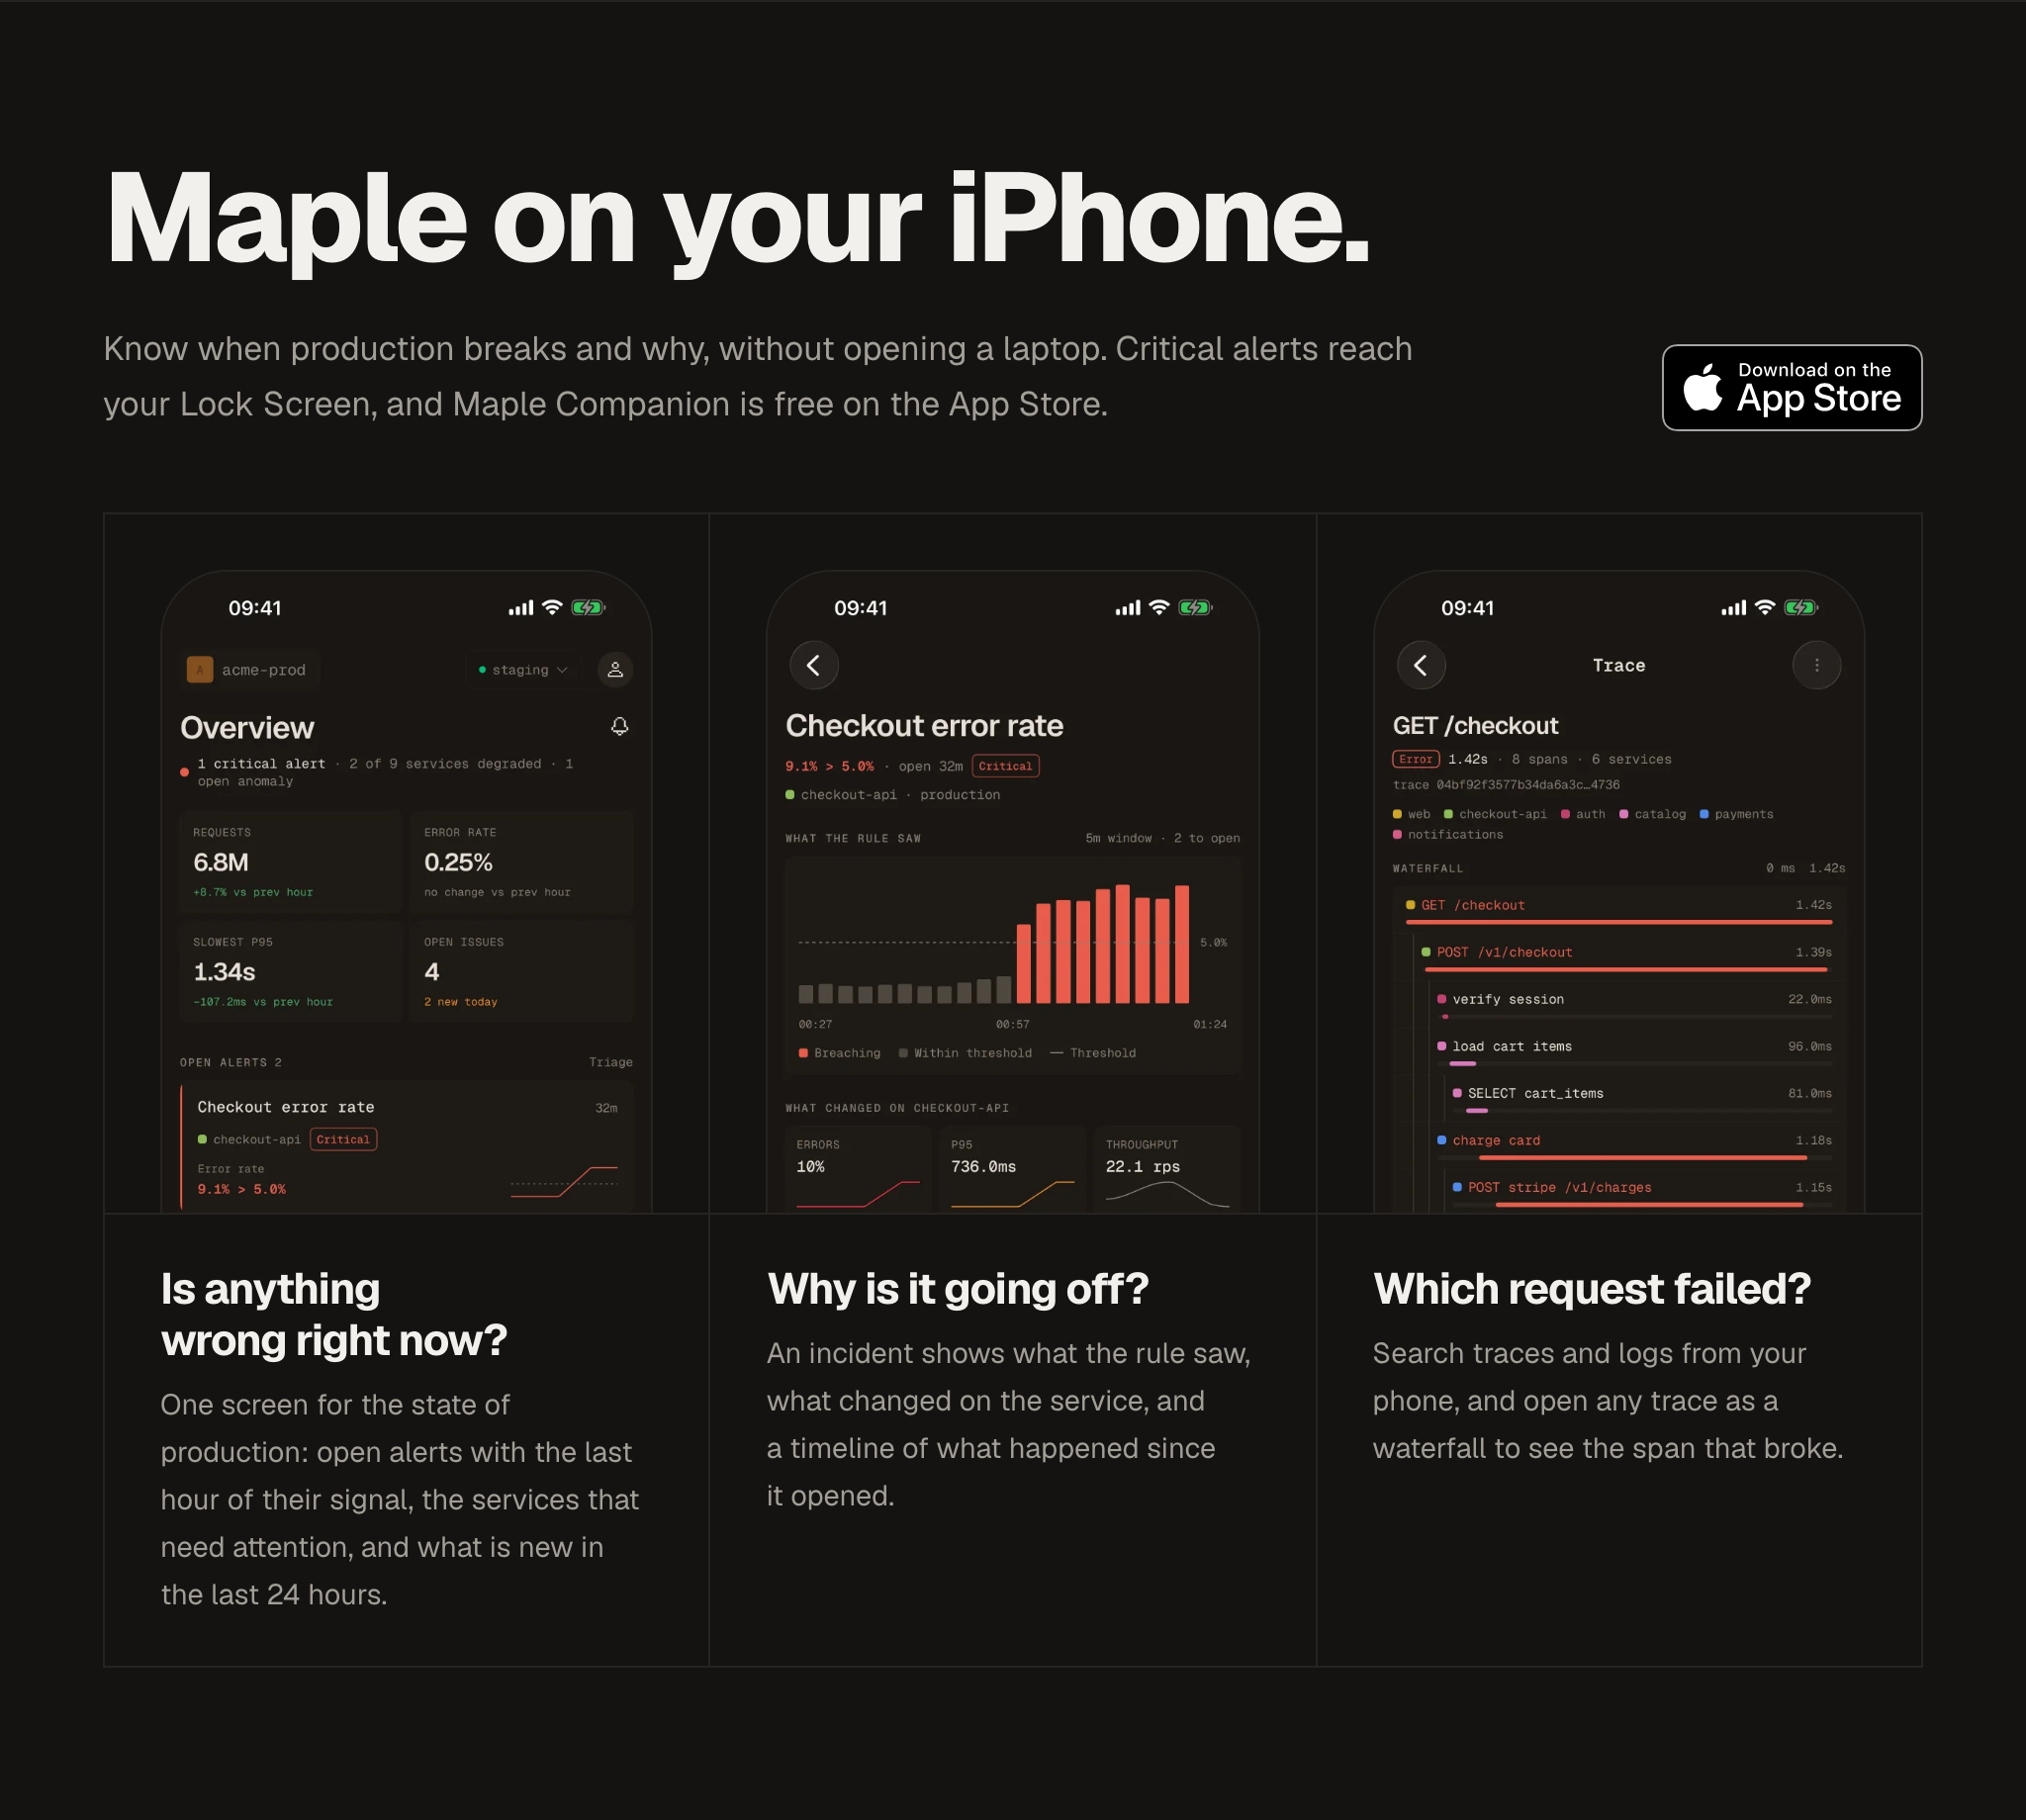 Maple on your iPhone.
Know when production breaks and why, without opening a laptop. Critical alerts reach
your Lock Screen, and Maple Companion is free on the App Store.
Download on the
App Store
09:41
A acme-prod
staging
Overview
1 critical alert · 2 of 9 services degraded · 1
open anomaly
REQUESTS
6.8M
+8.7% vs prev hour
ERROR RATE
0.25%
no change vs prev hour
SLOWEST P95
1.34s
−107.2ms vs prev hour
OPEN ISSUES
4
2 new today
OPEN ALERTS 2
Triage
Checkout error rate
32m
checkout-api Critical
Error rate
9.1% > 5.0%
Is anything
wrong right now?
One screen for the state of
production: open alerts with the last
hour of their signal, the services that
need attention, and what is new in
the last 24 hours.
09:41
Checkout error rate
9.1% > 5.0% · open 32m Critical
checkout-api · production
WHAT THE RULE SAW
5m window · 2 to open
5.0%
00:27 00:57 01:24
Breaching Within threshold Threshold
WHAT CHANGED ON CHECKOUT-API
ERRORS
10%
P95
736.0ms
THROUGHPUT
22.1 rps
Why is it going off?
An incident shows what the rule saw,
what changed on the service, and
a timeline of what happened since
it opened.
09:41
Trace
GET /checkout
Error 1.42s · 8 spans · 6 services
trace 04bf92f3577b34da6a3c…4736
web checkout-api auth catalog payments
notifications
WATERFALL
0 ms 1.42s
GET /checkout 1.42s
POST /v1/checkout 1.39s
verify session 22.0ms
load cart items 96.0ms
SELECT cart_items 81.0ms
charge card 1.18s
POST stripe /v1/charges 1.15s
Which request failed?
Search traces and logs from your
phone, and open any trace as a
waterfall to see the span that broke.